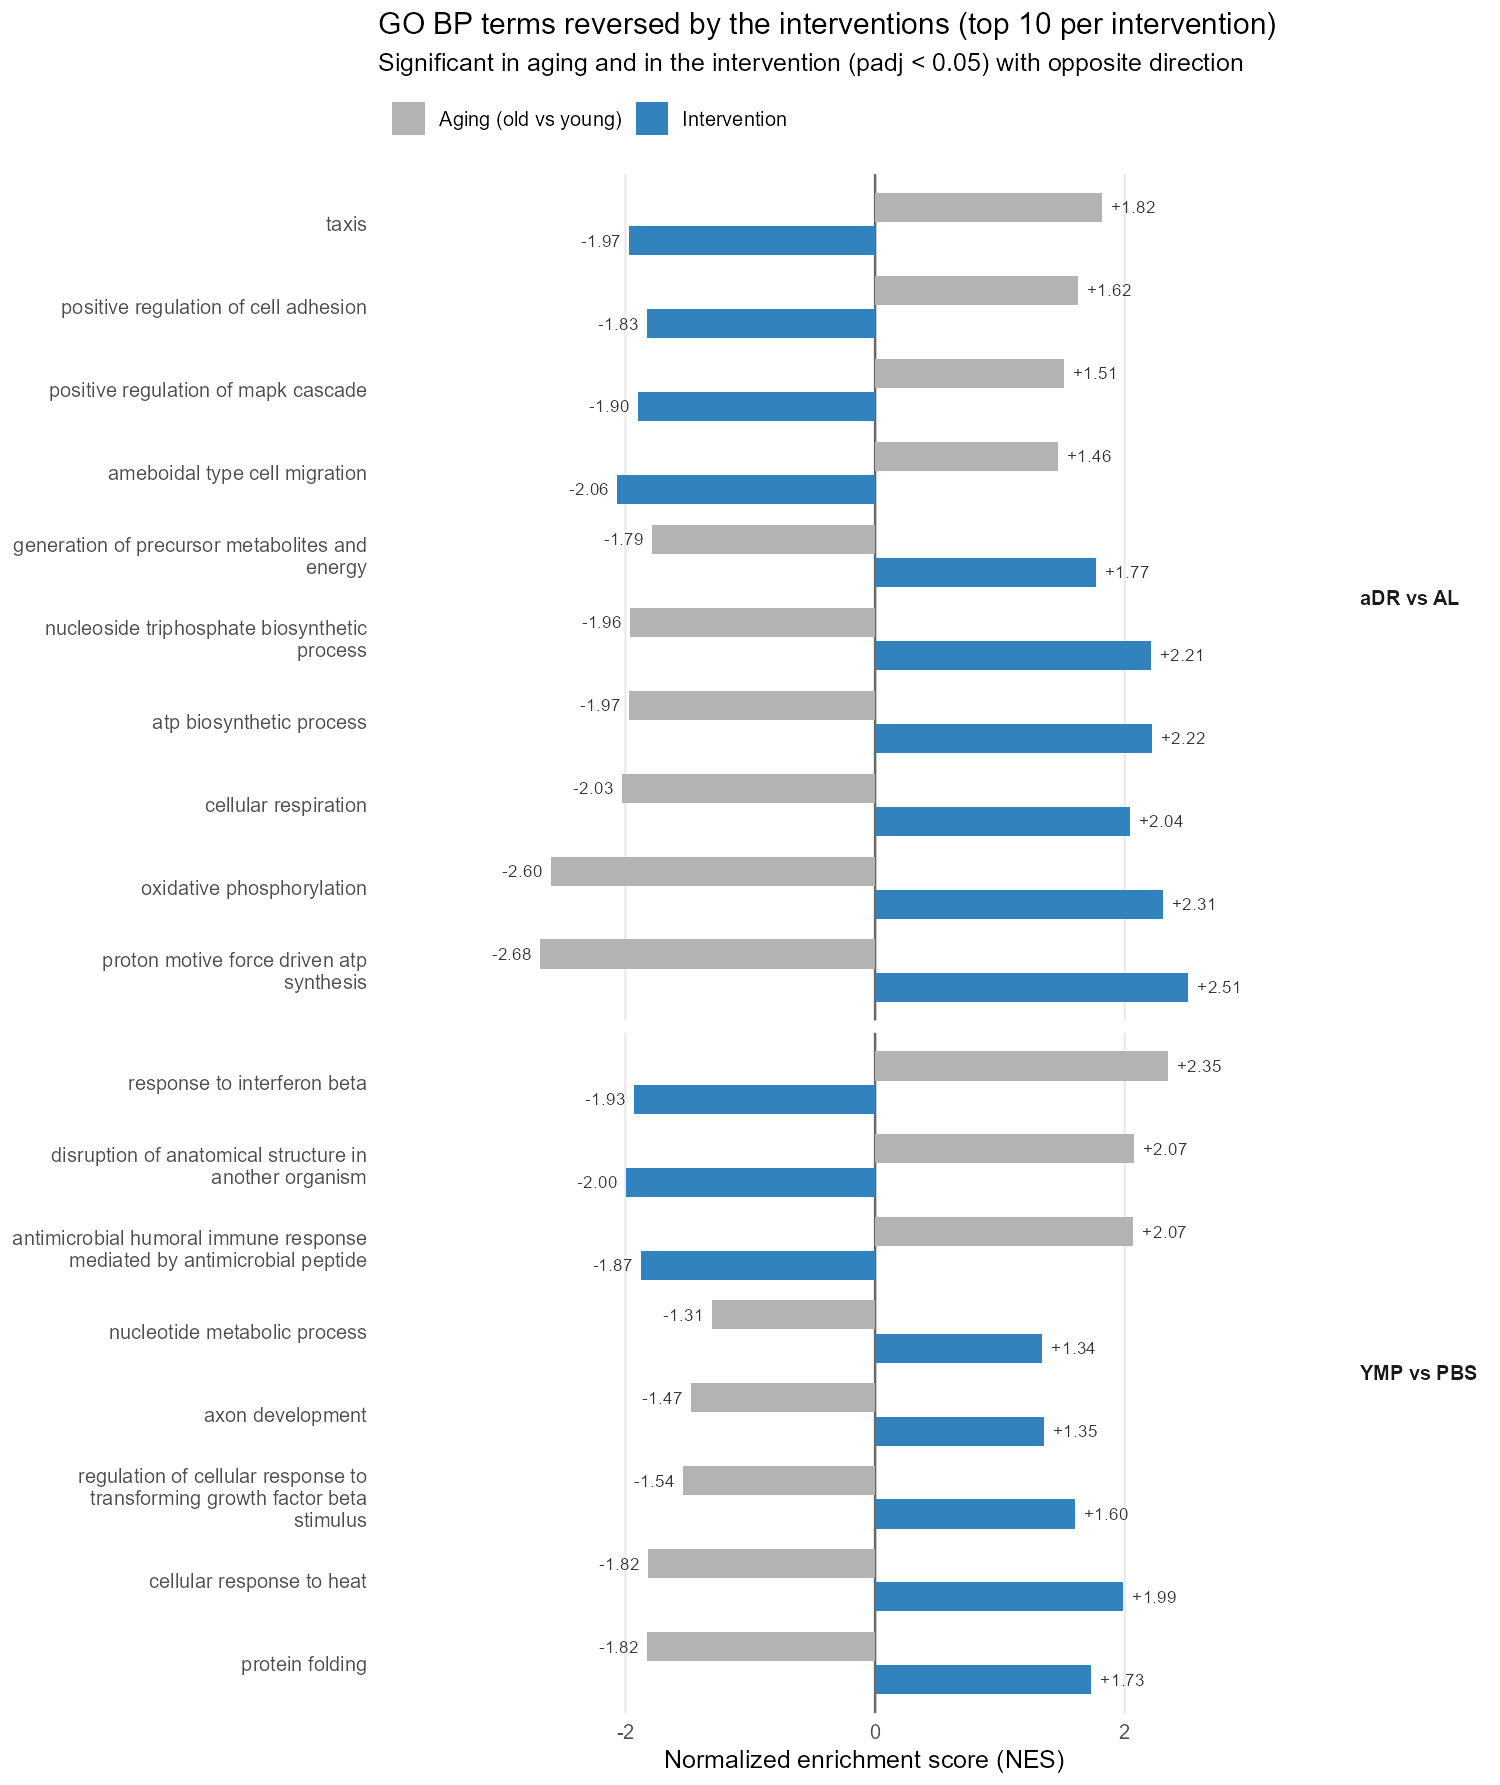 GO BP terms reversed by the interventions (top 10 per intervention)
Significant in aging and in the intervention (padj < 0.05) with opposite direction
Aging (old vs young)
Intervention
taxis
+1.82
-1.97
positive regulation of cell adhesion
+1.62
-1.83
positive regulation of mapk cascade
+1.51
-1.90
ameboidal type cell migration
+1.46
-2.06
generation of precursor metabolites and
energy
-1.79
+1.77
aDR vs AL
nucleoside triphosphate biosynthetic
process
-1.96
+2.21
atp biosynthetic process
-1.97
+2.22
cellular respiration
-2.03
+2.04
oxidative phosphorylation
-2.60
+2.31
proton motive force driven atp
synthesis
-2.68
+2.51
response to interferon beta
+2.35
-1.93
disruption of anatomical structure in
another organism
+2.07
-2.00
antimicrobial humoral immune response
mediated by antimicrobial peptide
+2.07
-1.87
nucleotide metabolic process
-1.31
+1.34
YMP vs PBS
axon development
-1.47
+1.35
regulation of cellular response to
transforming growth factor beta
stimulus
-1.54
+1.60
cellular response to heat
-1.82
+1.99
protein folding
-1.82
+1.73
-2
0
2
Normalized enrichment score (NES)